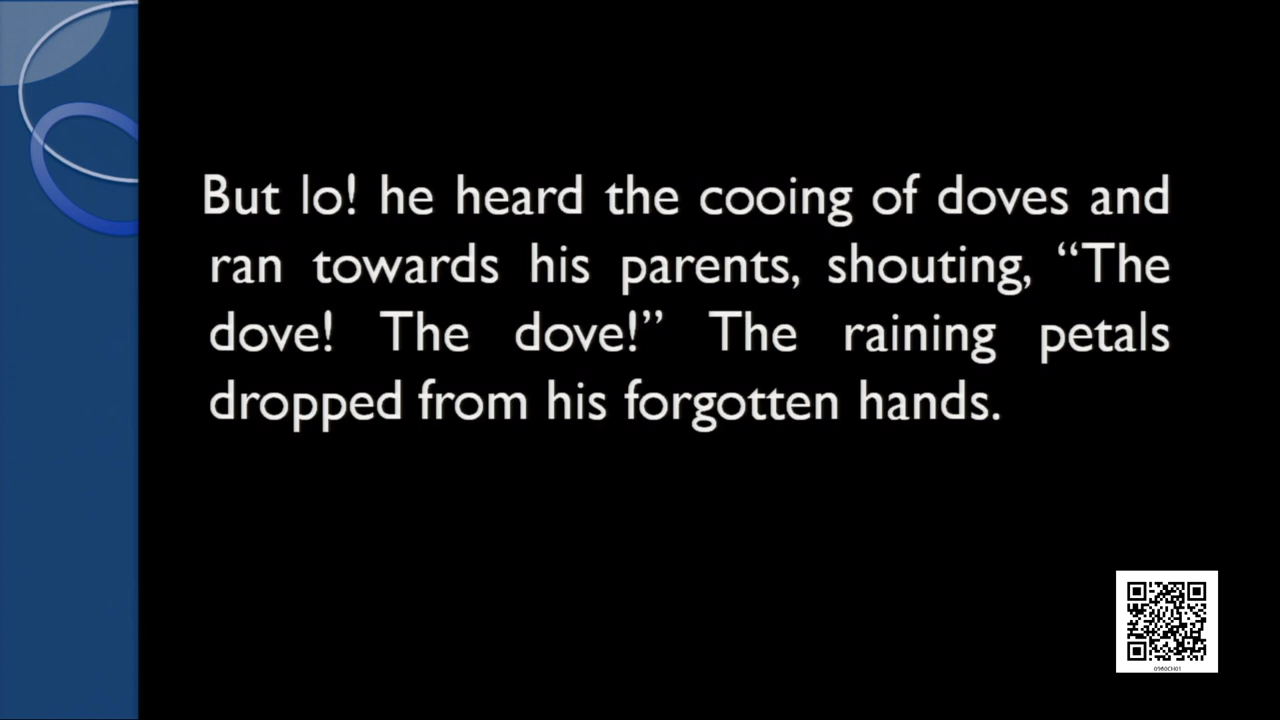 But lo! he heard the cooing of doves and
ran towards his parents, shouting, “The
dove! The dove!” The raining petals
dropped from his forgotten hands.
0960CH01